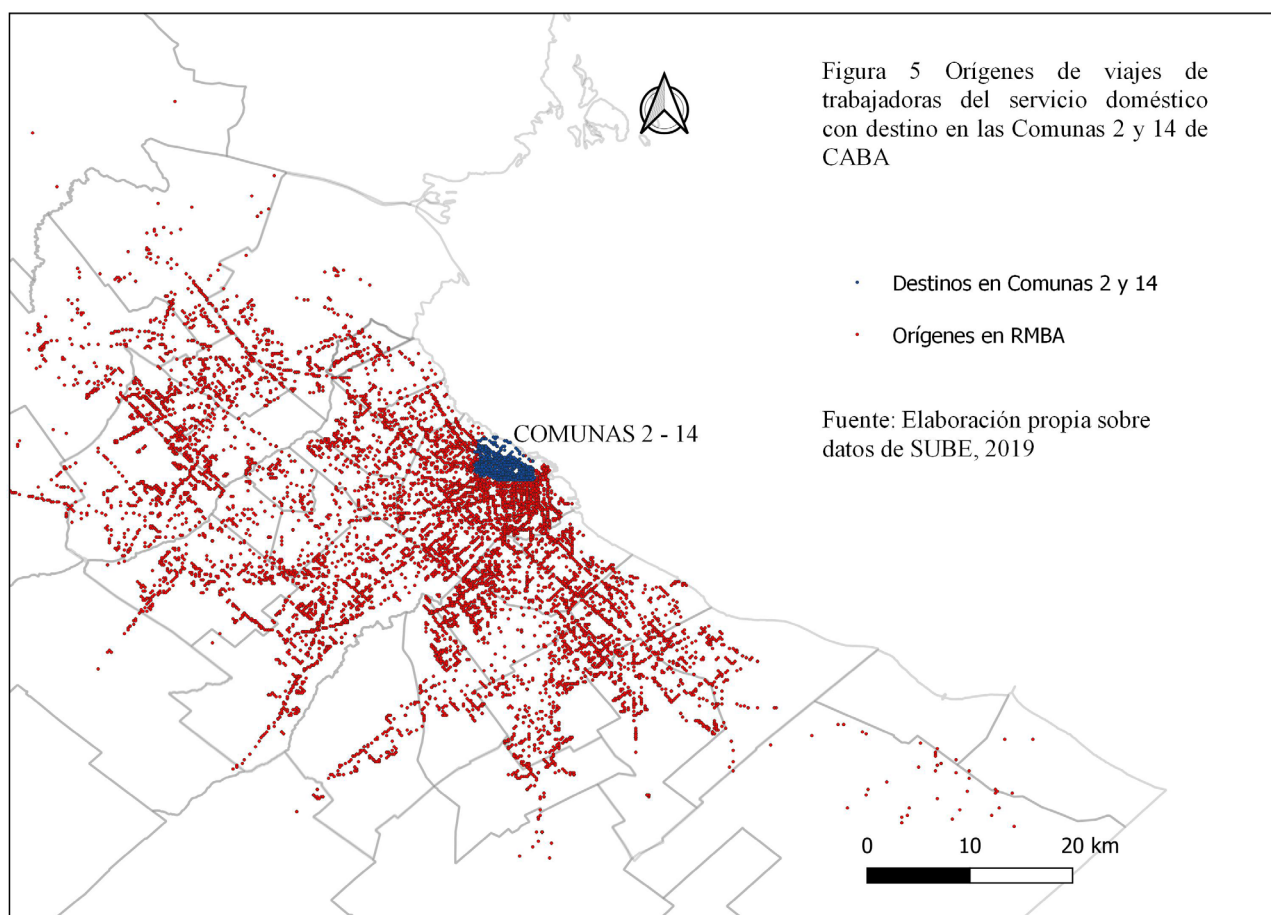 Figura 5 Orígenes de viajes de
trabajadoras del servicio doméstico
con destino en las Comunas 2 y 14 de
CABA
Destinos en Comunas 2 y 14
Orígenes en RMBA
Fuente: Elaboración propia sobre
datos de SUBE, 2019
COMUNAS 2 - 14
0 10 20 km